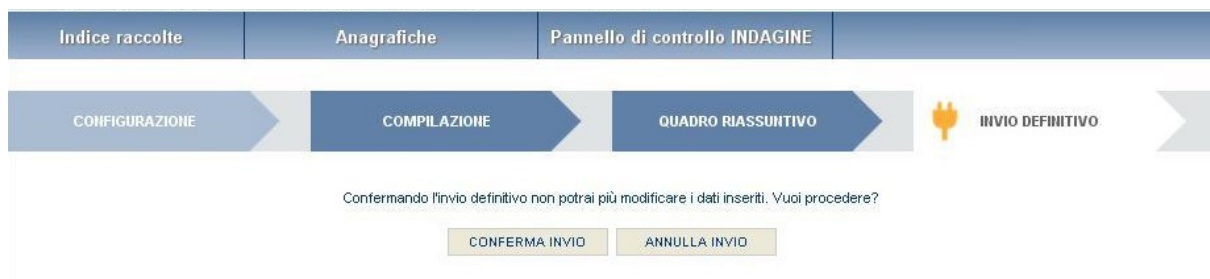 Indice raccolte Anagrafiche Pannello di controllo INDAGINE
CONFIGURAZIONE COMPILAZIONE QUADRO RIASSUNTIVO INVIO DEFINITIVO
Confermando l'invio definitivo non potrai più modificare i dati inseriti. Vuoi procedere?
CONFERMA INVIO ANNULLA INVIO